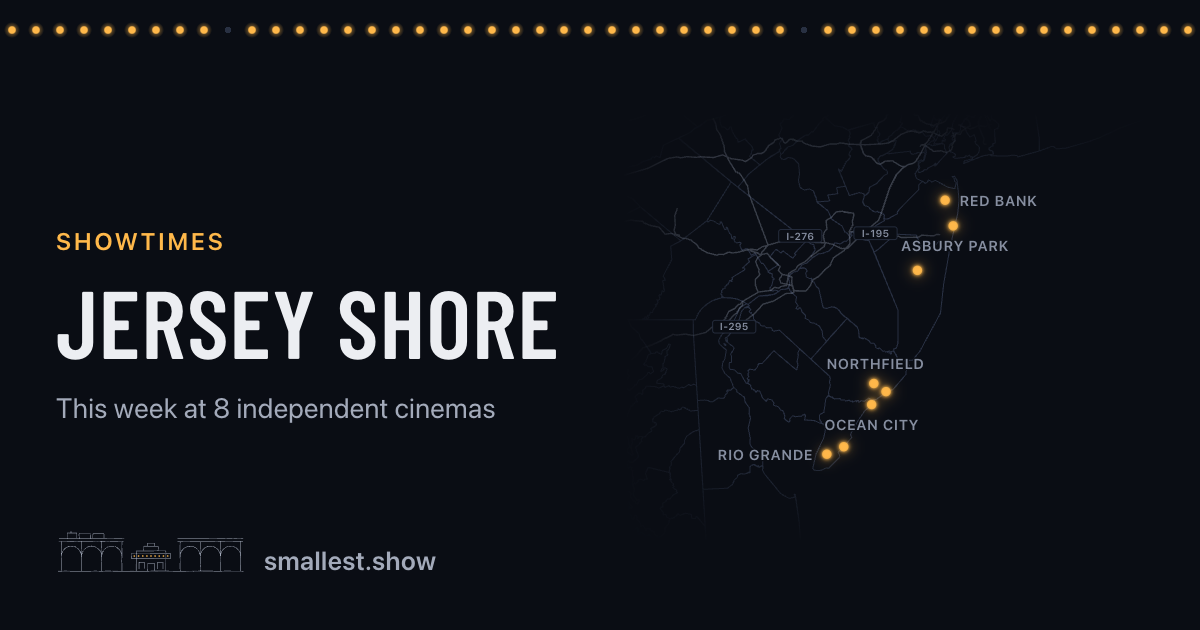 SHOWTIMES
JERSEY SHORE
This week at 8 independent cinemas
smallest.show
RED BANK
I-276
I-195
ASBURY PARK
I-295
NORTHFIELD
OCEAN CITY
RIO GRANDE